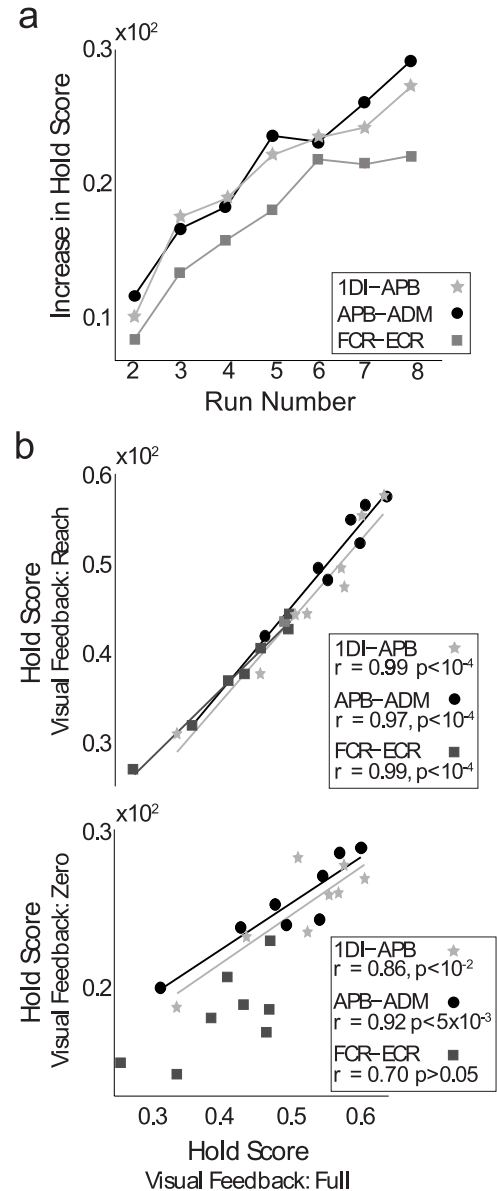 a
x10²
0.3
0.2
0.1
Increase in Hold Score
1DI–APB
APB–ADM
FCR–ECR
2 3 4 5 6 7 8
Run Number
b
x10²
0.6
0.5
0.4
0.3
Hold Score
Visual Feedback: Reach
1DI–APB
r = 0.99 p<10⁻⁴
APB–ADM
r = 0.97, p<10⁻⁴
FCR–ECR
r = 0.99, p<10⁻⁴
x10²
0.3
0.2
Hold Score
Visual Feedback: Zero
1DI–APB
r = 0.86, p<10⁻²
APB–ADM
r = 0.92 p<5x10⁻³
FCR–ECR
r = 0.70 p>0.05
0.3 0.4 0.5 0.6
Hold Score
Visual Feedback: Full